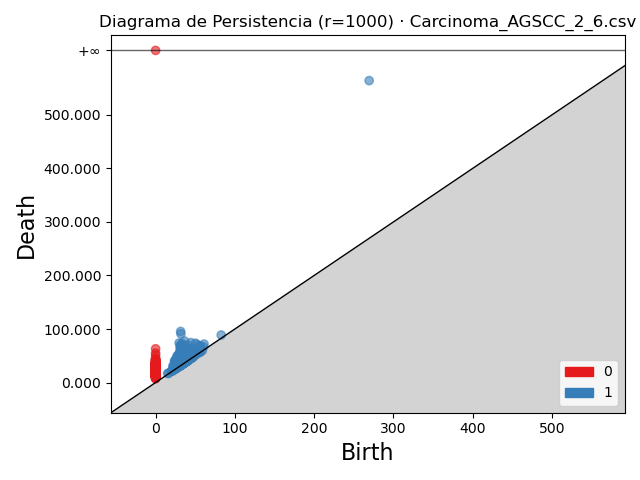 Diagrama de Persistencia (r=1000) · Carcinoma_AGSCC_2_6.csv
+∞
500.000
400.000
300.000
200.000
100.000
0.000
Death
0
1
0 100 200 300 400 500
Birth